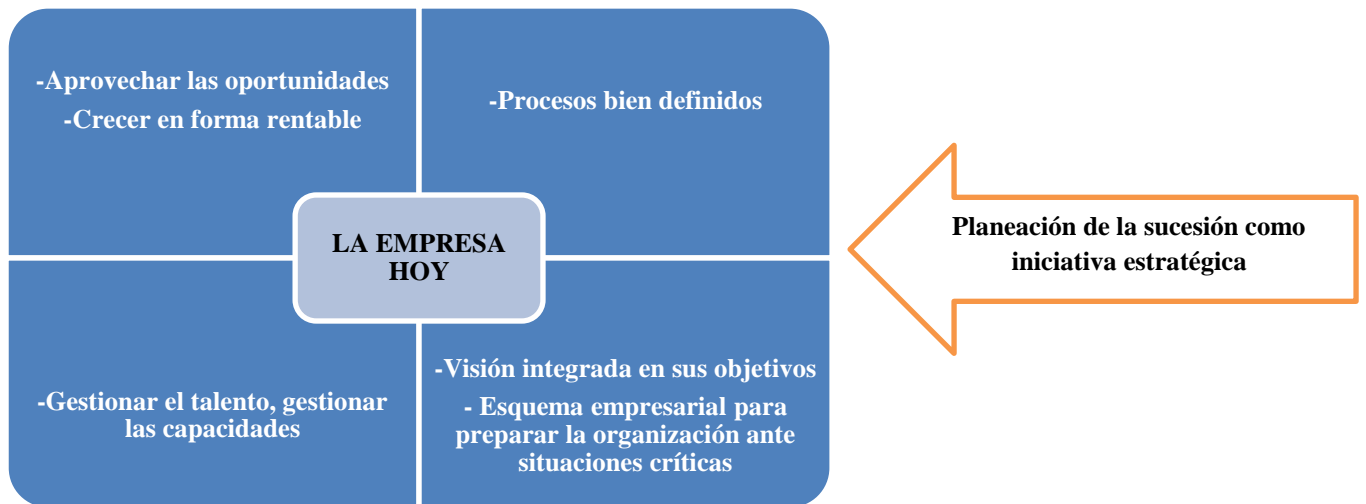 -Aprovechar las oportunidades
-Crecer en forma rentable
-Procesos bien definidos
LA EMPRESA
HOY
-Gestionar el talento, gestionar
las capacidades
-Visión integrada en sus objetivos
- Esquema empresarial para
preparar la organización ante
situaciones críticas
Planeación de la sucesión como
iniciativa estratégica